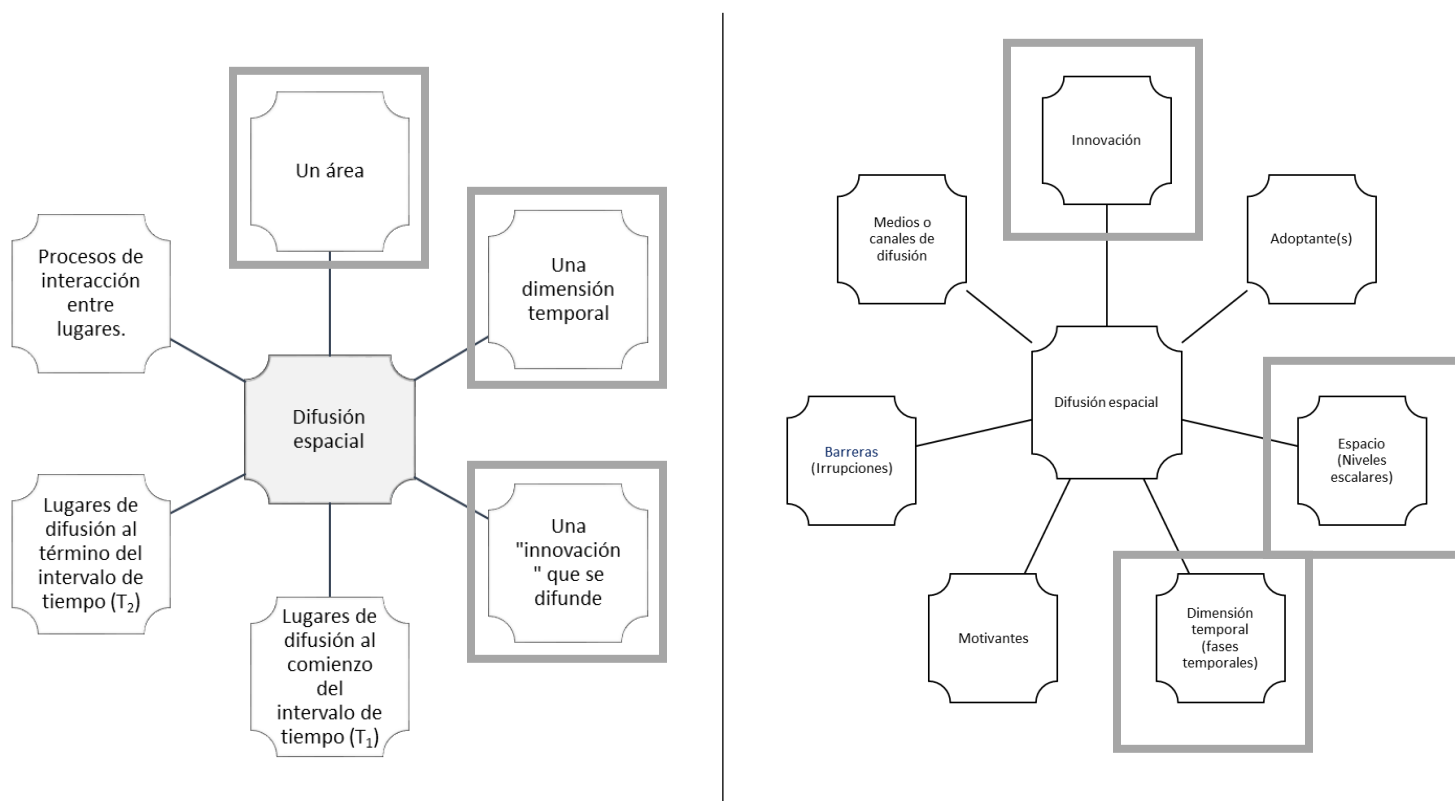 Un área
Una
dimensión
temporal
Una
"innovación
" que se
difunde
Lugares de
difusión al
comienzo
del
intervalo de
tiempo (T₁)
Lugares de
difusión al
término del
intervalo de
tiempo (T₂)
Procesos de
interacción
entre
lugares.
Difusión
espacial
Innovación
Adoptante(s)
Espacio
(Niveles
escalares)
Dimensión
temporal
(fases
temporales)
Motivantes
Barreras
(Irrupciones)
Medios o
canales de
difusión
Difusión espacial